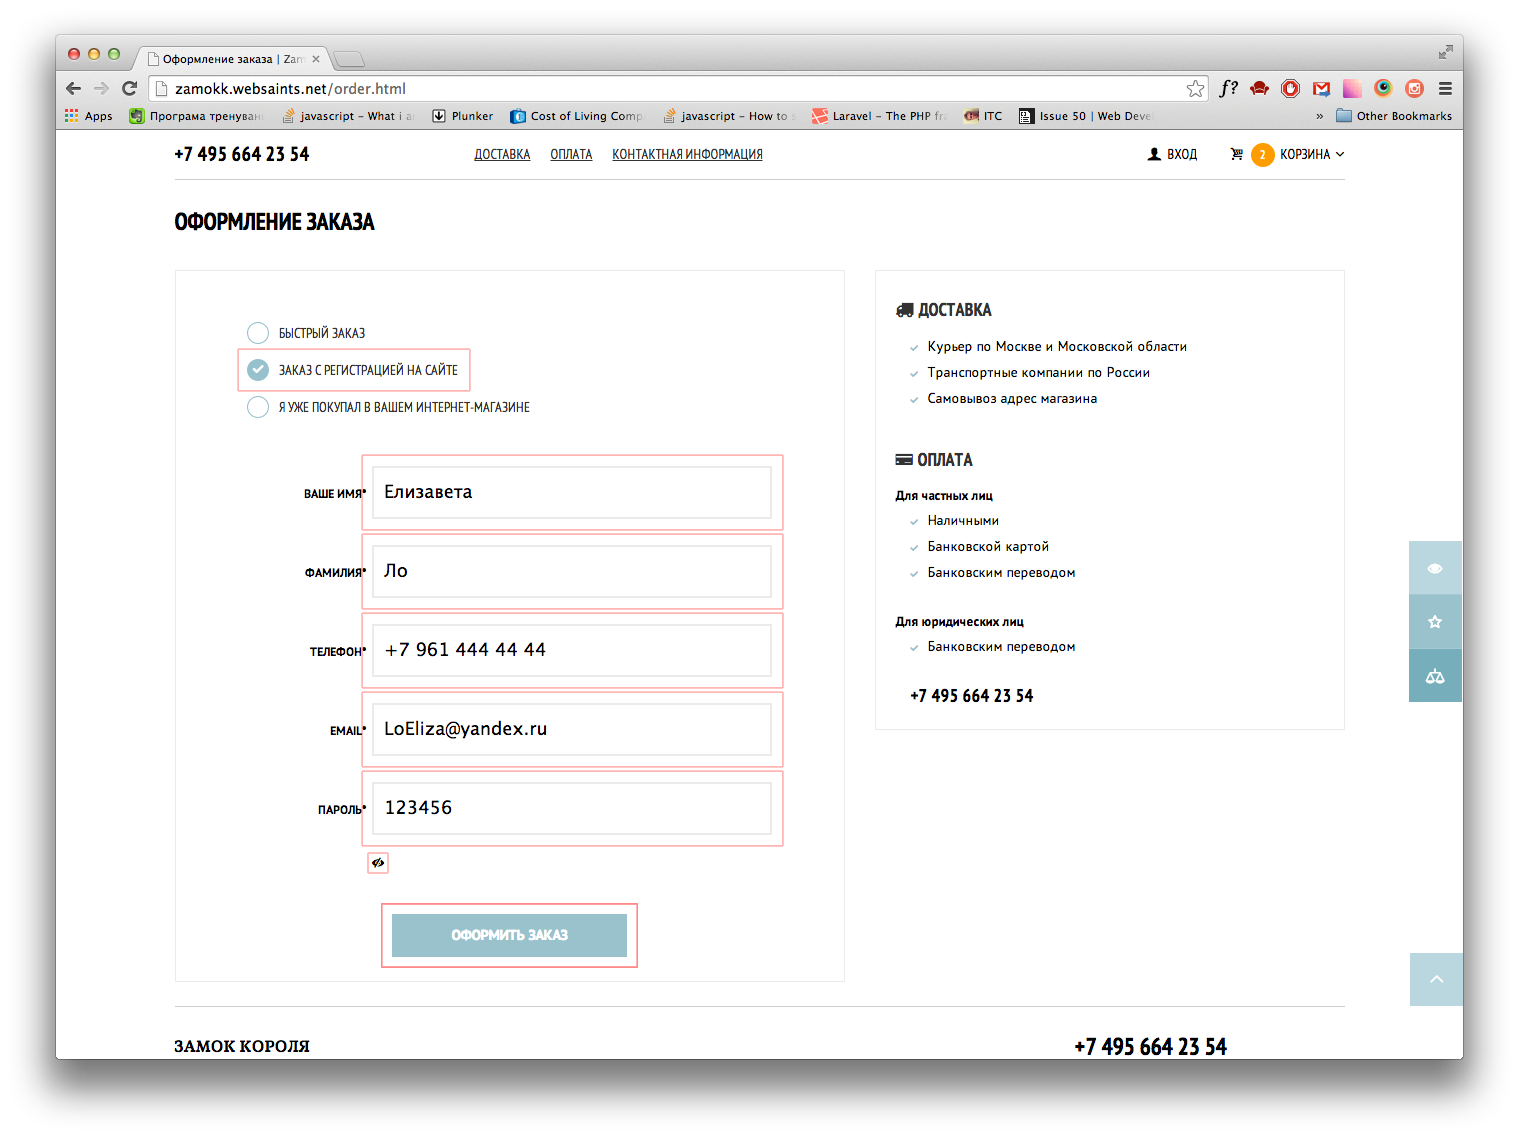 Оформление заказа | Zam
zamokk.websaints.net/order.html
f?
Apps
Програма тренуван
javascript – What i a
Plunker
Cost of Living Comp
javascript – How to s
Laravel – The PHP fra
ITC
Issue 50 | Web Deve
»
Other Bookmarks
+7 495 664 23 54
ДОСТАВКА
ОПЛАТА
КОНТАКТНАЯ ИНФОРМАЦИЯ
ВХОД
2
КОРЗИНА
ОФОРМЛЕНИЕ ЗАКАЗА
БЫСТРЫЙ ЗАКАЗ
ЗАКАЗ С РЕГИСТРАЦИЕЙ НА САЙТЕ
Я УЖЕ ПОКУПАЛ В ВАШЕМ ИНТЕРНЕТ-МАГАЗИНЕ
ВАШЕ ИМЯ*
Елизавета
ФАМИЛИЯ*
Ло
ТЕЛЕФОН*
+7 961 444 44 44
EMAIL*
LoEliza@yandex.ru
ПАРОЛЬ*
123456
ОФОРМИТЬ ЗАКАЗ
ДОСТАВКА
Курьер по Москве и Московской области
Транспортные компании по России
Самовывоз адрес магазина
ОПЛАТА
Для частных лиц
Наличными
Банковской картой
Банковским переводом
Для юридических лиц
Банковским переводом
+7 495 664 23 54
ЗАМОК КОРОЛЯ
+7 495 664 23 54